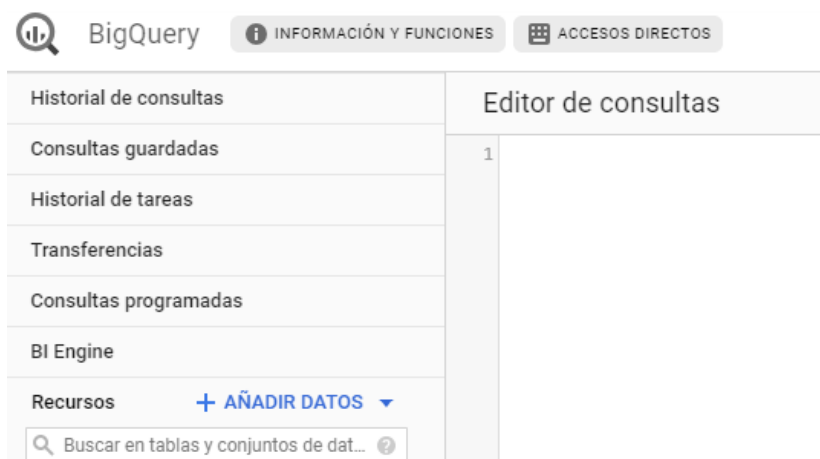 BigQuery
INFORMACIÓN Y FUNCIONES
ACCESOS DIRECTOS
Historial de consultas
Consultas guardadas
Historial de tareas
Transferencias
Consultas programadas
BI Engine
Recursos
+ AÑADIR DATOS
Buscar en tablas y conjuntos de dat...
Editor de consultas
1